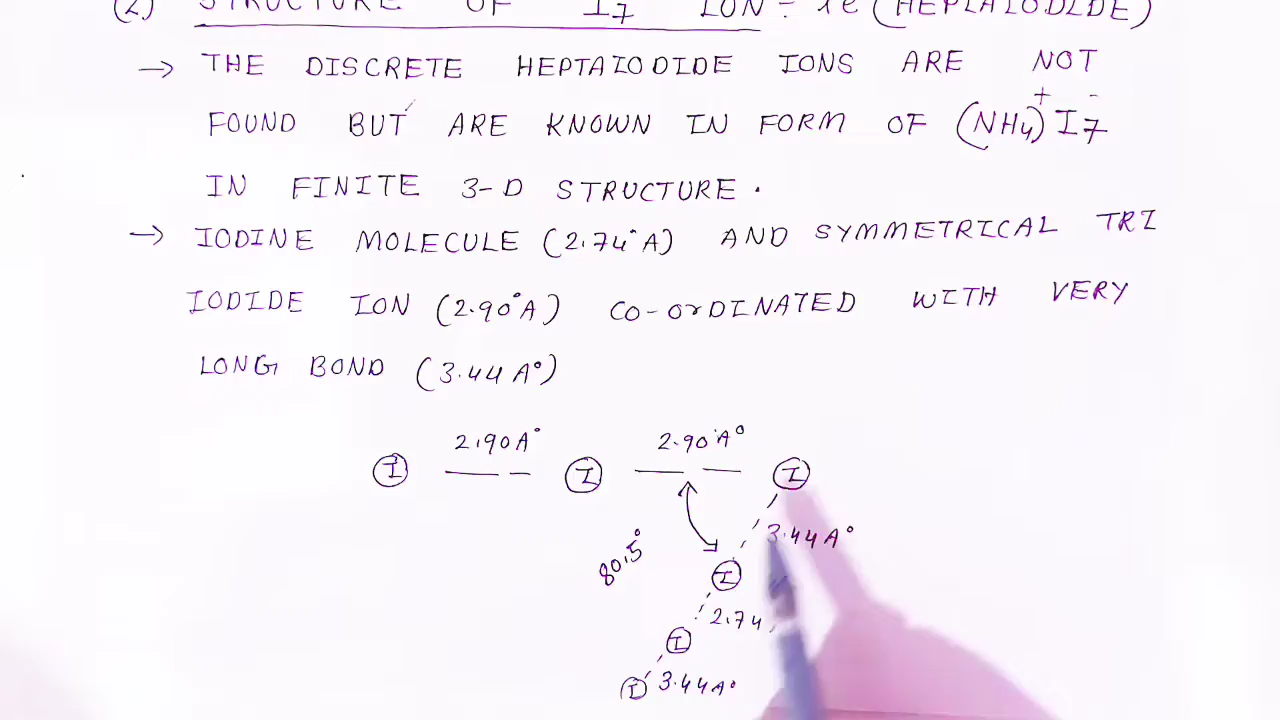 (2) STRUCTURE OF I7 ION:- ie (HEPTAIODIDE)
→ THE DISCRETE HEPTAIODIDE IONS ARE NOT
FOUND BUT ARE KNOWN IN FORM OF (NH4)+ I7-
IN FINITE 3-D STRUCTURE.
→ IODINE MOLECULE (2.74°A) AND SYMMETRICAL TRI
IODIDE ION (2.90°A) CO-OrDINATED WITH VERY
LONG BOND (3.44 A°)
2.90A° 2.90A°
I I I
80.5° 3.44A°
I
2.74
I
I 3.44A°